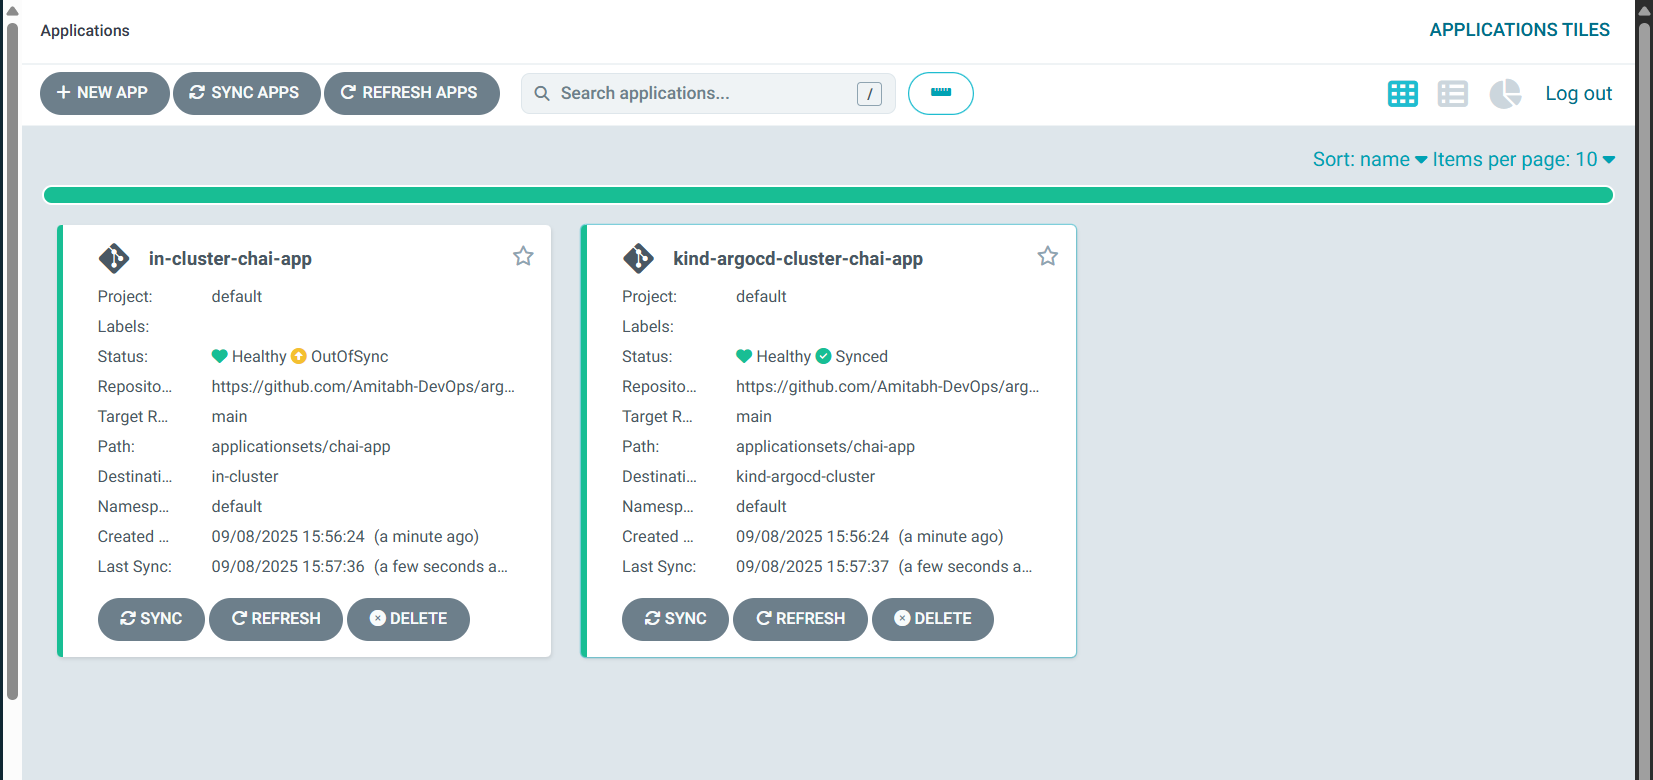 Applications
APPLICATIONS TILES
NEW APP
SYNC APPS
REFRESH APPS
Search applications...
/
Log out
Sort: name
Items per page: 10
in-cluster-chai-app
Project: default
Labels:
Status: Healthy OutOfSync
Reposito... https://github.com/Amitabh-DevOps/arg...
Target R... main
Path: applicationsets/chai-app
Destinati... in-cluster
Namesp... default
Created ... 09/08/2025 15:56:24 (a minute ago)
Last Sync: 09/08/2025 15:57:36 (a few seconds a...
SYNC REFRESH DELETE
kind-argocd-cluster-chai-app
Project: default
Labels:
Status: Healthy Synced
Reposito... https://github.com/Amitabh-DevOps/arg...
Target R... main
Path: applicationsets/chai-app
Destinati... kind-argocd-cluster
Namesp... default
Created ... 09/08/2025 15:56:24 (a minute ago)
Last Sync: 09/08/2025 15:57:37 (a few seconds a...
SYNC REFRESH DELETE